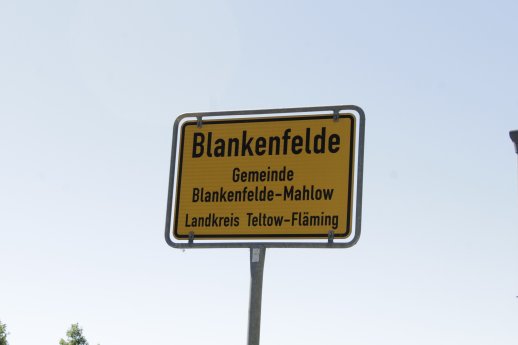 Blankenfelde
Gemeinde
Blankenfelde-Mahlow
Landkreis Teltow-Fläming